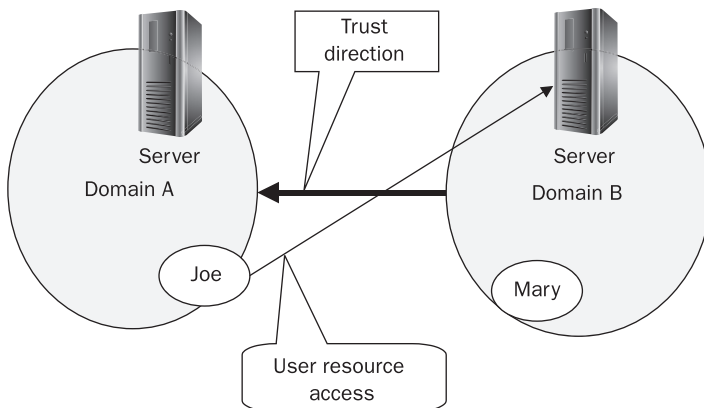 Trust
direction
Server
Domain A
Server
Domain B
Joe
Mary
User resource
access